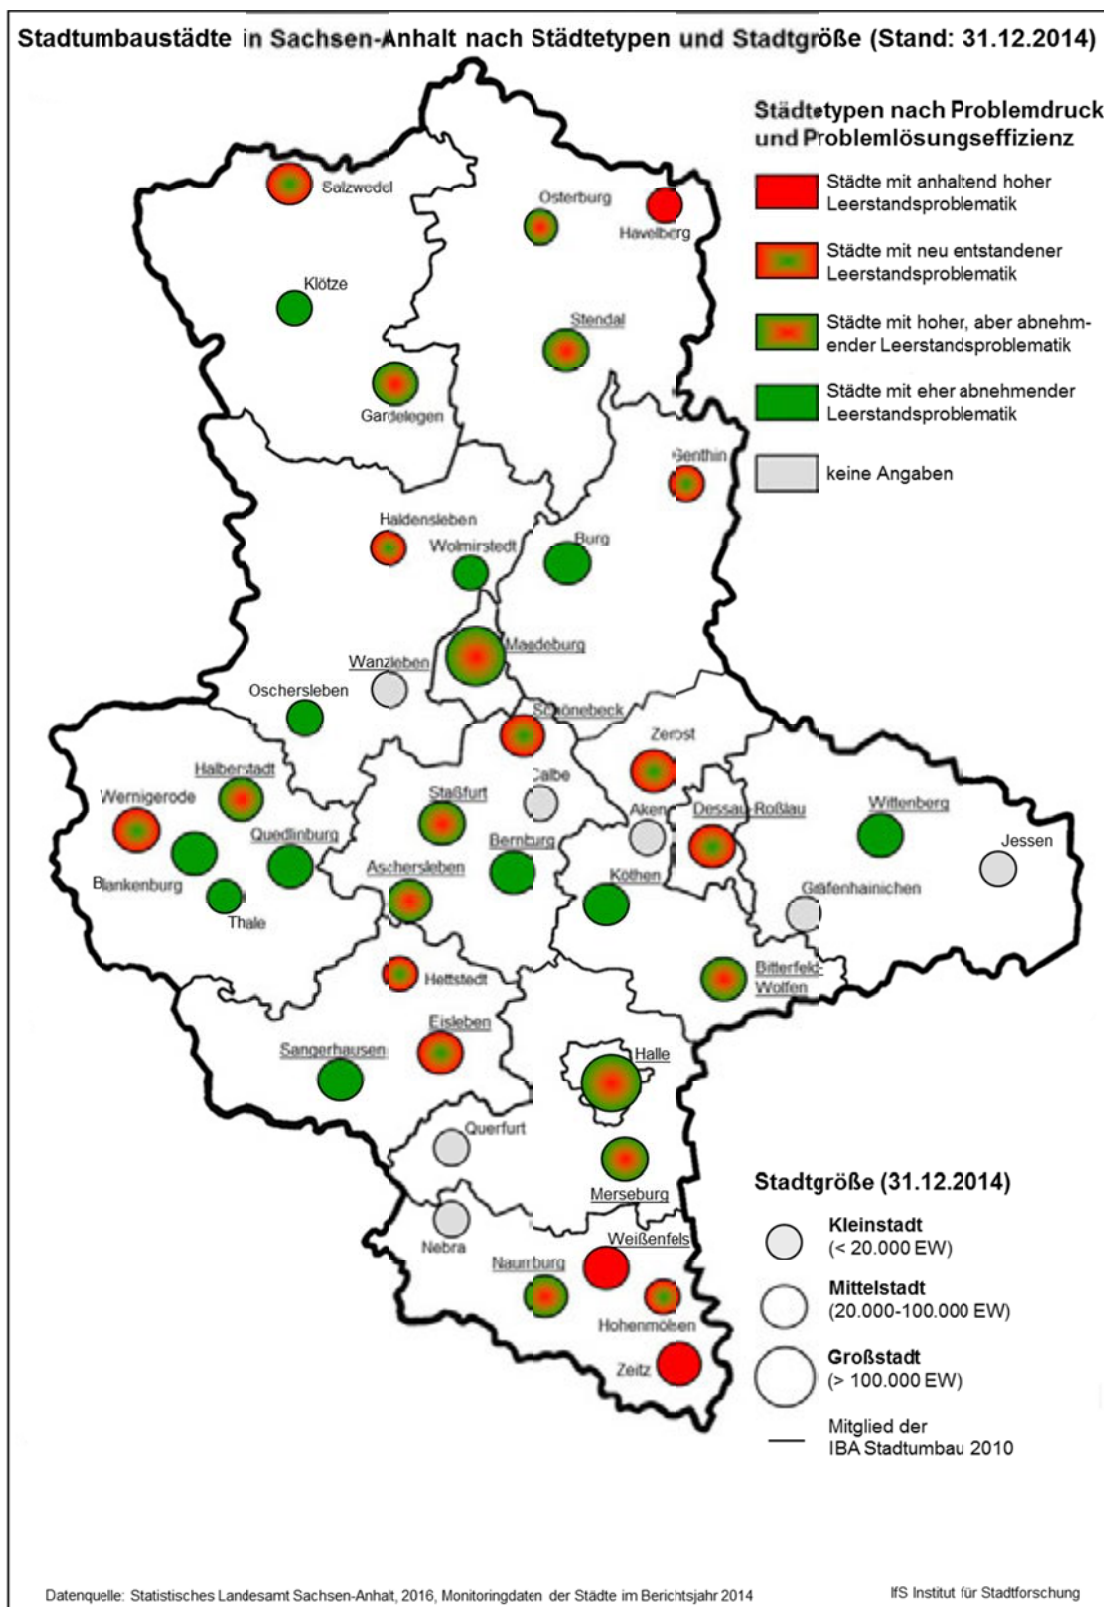 Stadtumbaustädte in Sachsen-Anhalt nach Städtetypen und Stadtgröße (Stand: 31.12.2014)
Städtetypen nach Problemdruck
und Problemlösungseffizienz
Städte mit anhaltend hoher
Leerstandsproblematik
Städte mit neu entstandener
Leerstandsproblematik
Städte mit hoher, aber abnehm-
ender Leerstandsproblematik
Städte mit eher abnehmender
Leerstandsproblematik
keine Angaben
Salzwedel
Osterburg
Havelberg
Klötze
Stendal
Gardelegen
Genthin
Haldensleben
Wolmirstedt
Burg
Magdeburg
Wanzleben
Oschersleben
Schönebeck
Zerbst
Halberstadt
Wernigerode
Calbe
Staßfurt
Aken
Dessau-Roßlau
Wittenberg
Quedlinburg
Bernburg
Jessen
Aschersleben
Köthen
Blankenburg
Gräfenhainichen
Thale
Hettstedt
Bitterfeld-
Wolfen
Eisleben
Sangerhausen
Halle
Querfurt
Merseburg
Nebra
Weißenfels
Naumburg
Hohenmölsen
Zeitz
Stadtgröße (31.12.2014)
Kleinstadt
(< 20.000 EW)
Mittelstadt
(20.000-100.000 EW)
Großstadt
(> 100.000 EW)
Mitglied der
IBA Stadtumbau 2010
Datenquelle: Statistisches Landesamt Sachsen-Anhalt, 2016, Monitoringdaten der Städte im Berichtsjahr 2014
IfS Institut für Stadtforschung